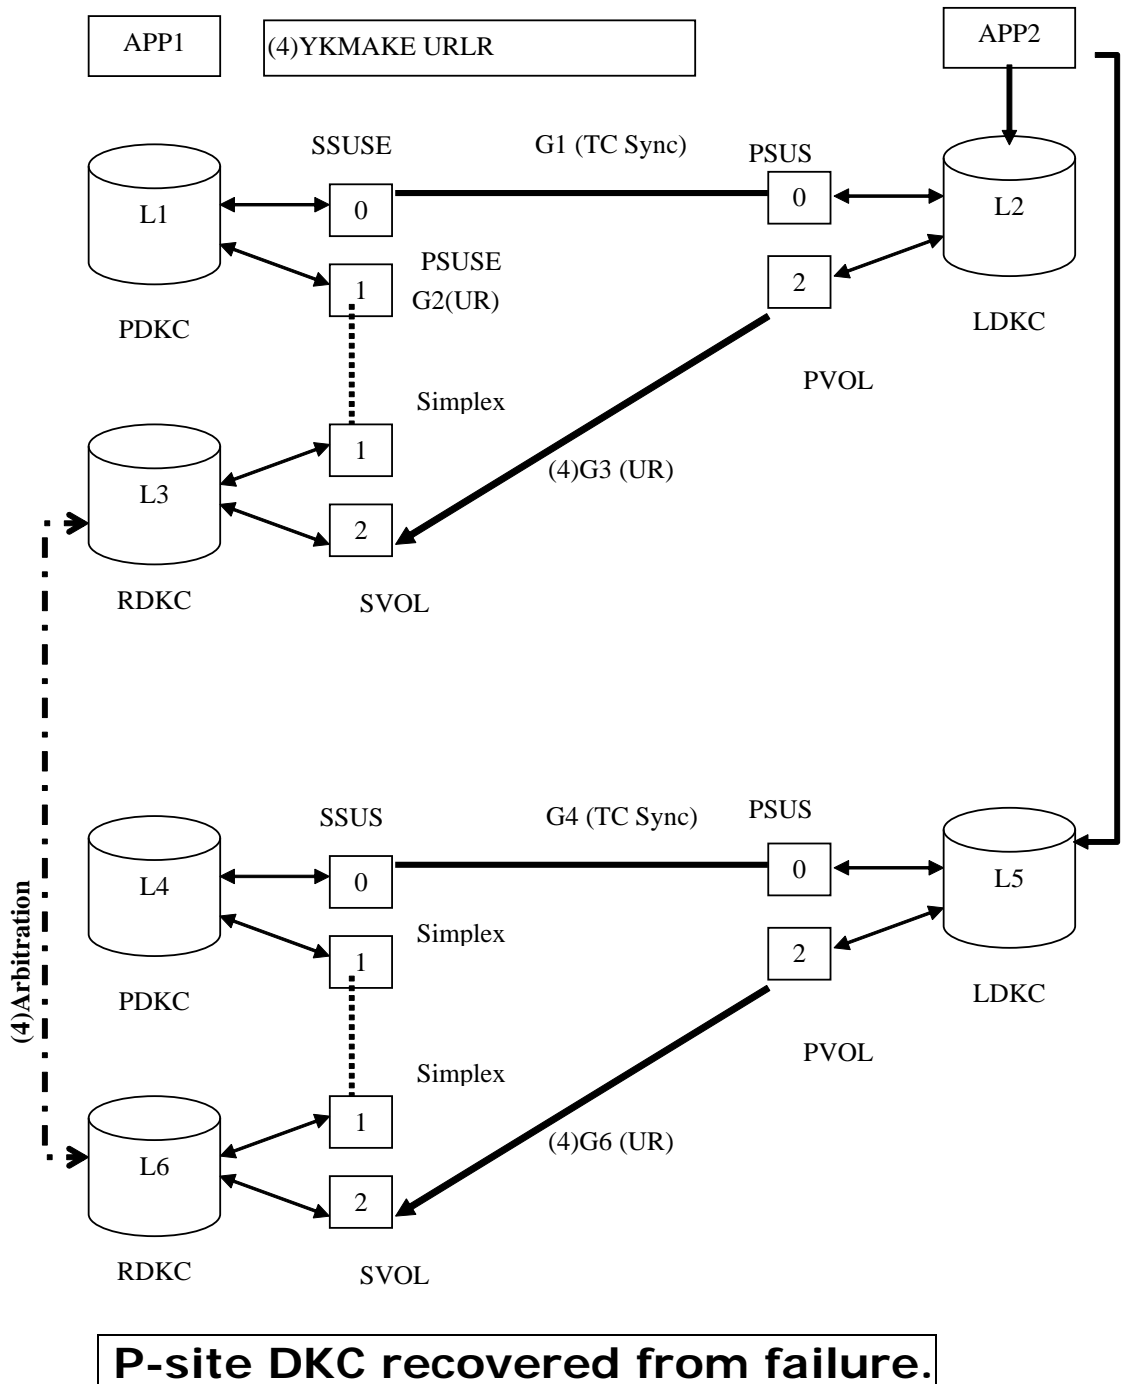 APP1
(4)YKMAKE URLR
APP2
SSUSE
G1 (TC Sync)
PSUS
L1
0
0
L2
PSUSE
1
G2(UR)
2
PDKC
LDKC
PVOL
Simplex
1
L3
(4)G3 (UR)
2
RDKC
SVOL
SSUS
G4 (TC Sync)
PSUS
L4
0
0
L5
Simplex
1
2
PDKC
LDKC
(4)Arbitration
PVOL
Simplex
1
(4)G6 (UR)
L6
2
RDKC
SVOL
P-site DKC recovered from failure.